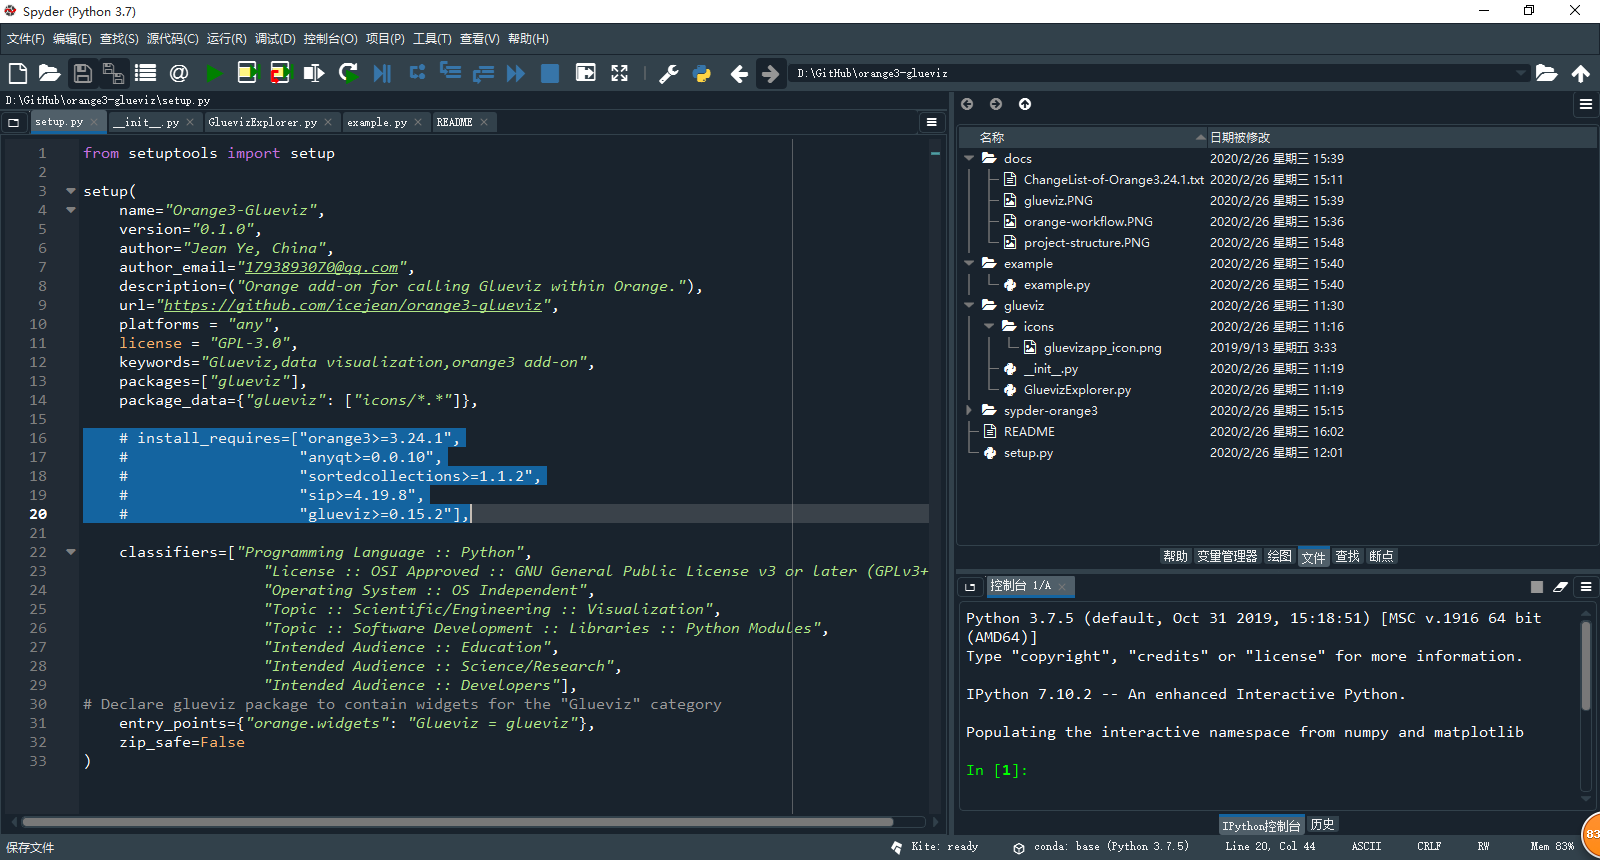 Spyder (Python 3.7)
文件(F) 编辑(E) 查找(S) 源代码(C) 运行(R) 调试(D) 控制台(O) 项目(P) 工具(T) 查看(V) 帮助(H)
D:\GitHub\orange3-glueviz
D:\GitHub\orange3-glueviz\setup.py
setup.py __init__.py GluevizExplorer.py example.py README
1 from setuptools import setup
2
3 setup(
4 name="Orange3-Glueviz",
5 version="0.1.0",
6 author="Jean Ye, China",
7 author_email="1793893070@qq.com",
8 description=("Orange add-on for calling Glueviz within Orange."),
9 url="https://github.com/icejean/orange3-glueviz",
10 platforms = "any",
11 license = "GPL-3.0",
12 keywords="Glueviz,data visualization,orange3 add-on",
13 packages=["glueviz"],
14 package_data={"glueviz": ["icons/*.*"]},
15
16 # install_requires=["orange3>=3.24.1",
17 # "anyqt>=0.0.10",
18 # "sortedcollections>=1.1.2",
19 # "sip>=4.19.8",
20 # "glueviz>=0.15.2"],
21
22 classifiers=["Programming Language :: Python",
23 "License :: OSI Approved :: GNU General Public License v3 or later (GPLv3+
24 "Operating System :: OS Independent",
25 "Topic :: Scientific/Engineering :: Visualization",
26 "Topic :: Software Development :: Libraries :: Python Modules",
27 "Intended Audience :: Education",
28 "Intended Audience :: Science/Research",
29 "Intended Audience :: Developers"],
30 # Declare glueviz package to contain widgets for the "Glueviz" category
31 entry_points={"orange.widgets": "Glueviz = glueviz"},
32 zip_safe=False
33 )
名称 日期被修改
docs 2020/2/26 星期三 15:39
ChangeList-of-Orange3.24.1.txt 2020/2/26 星期三 15:11
glueviz.PNG 2020/2/26 星期三 15:39
orange-workflow.PNG 2020/2/26 星期三 15:36
project-structure.PNG 2020/2/26 星期三 15:48
example 2020/2/26 星期三 15:40
example.py 2020/2/26 星期三 15:40
glueviz 2020/2/26 星期三 11:30
icons 2020/2/26 星期三 11:16
gluevizapp_icon.png 2019/9/13 星期五 3:33
__init__.py 2020/2/26 星期三 11:19
GluevizExplorer.py 2020/2/26 星期三 11:19
sypder-orange3 2020/2/26 星期三 15:15
README 2020/2/26 星期三 16:02
setup.py 2020/2/26 星期三 12:01
帮助 变量管理器 绘图 文件 查找 断点
控制台 1/A
Python 3.7.5 (default, Oct 31 2019, 15:18:51) [MSC v.1916 64 bit
(AMD64)]
Type "copyright", "credits" or "license" for more information.
IPython 7.10.2 -- An enhanced Interactive Python.
Populating the interactive namespace from numpy and matplotlib
In [1]:
IPython控制台 历史
保存文件 Kite: ready conda: base (Python 3.7.5) Line 20, Col 44 ASCII CRLF RW Mem 83%
83